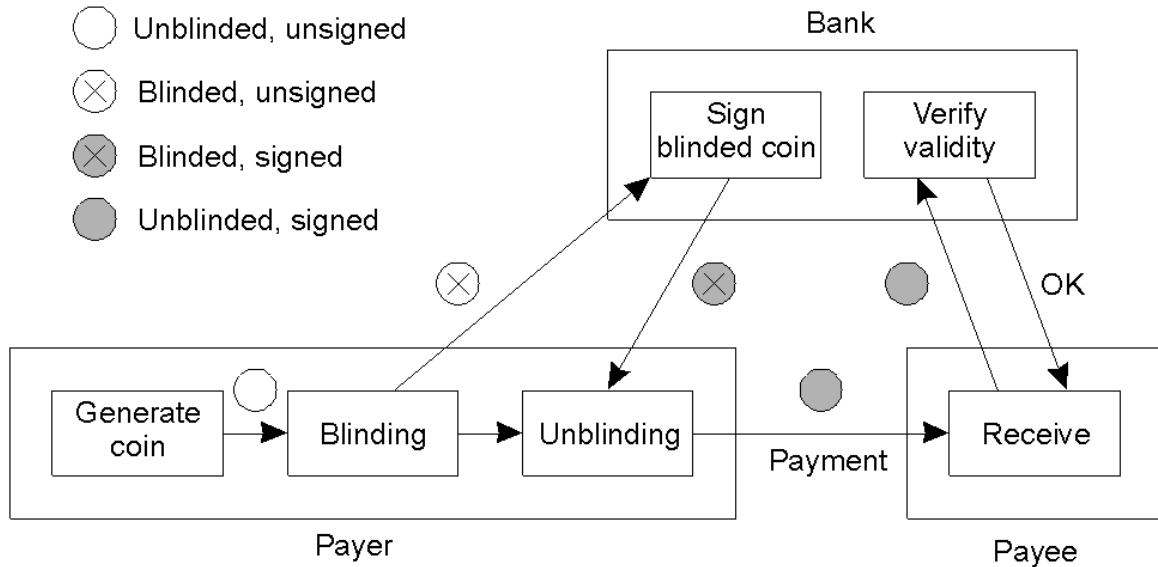 Unblinded, unsigned
Blinded, unsigned
Blinded, signed
Unblinded, signed
Bank
Sign
blinded coin
Verify
validity
OK
Generate
coin
Blinding
Unblinding
Payment
Receive
Payer
Payee